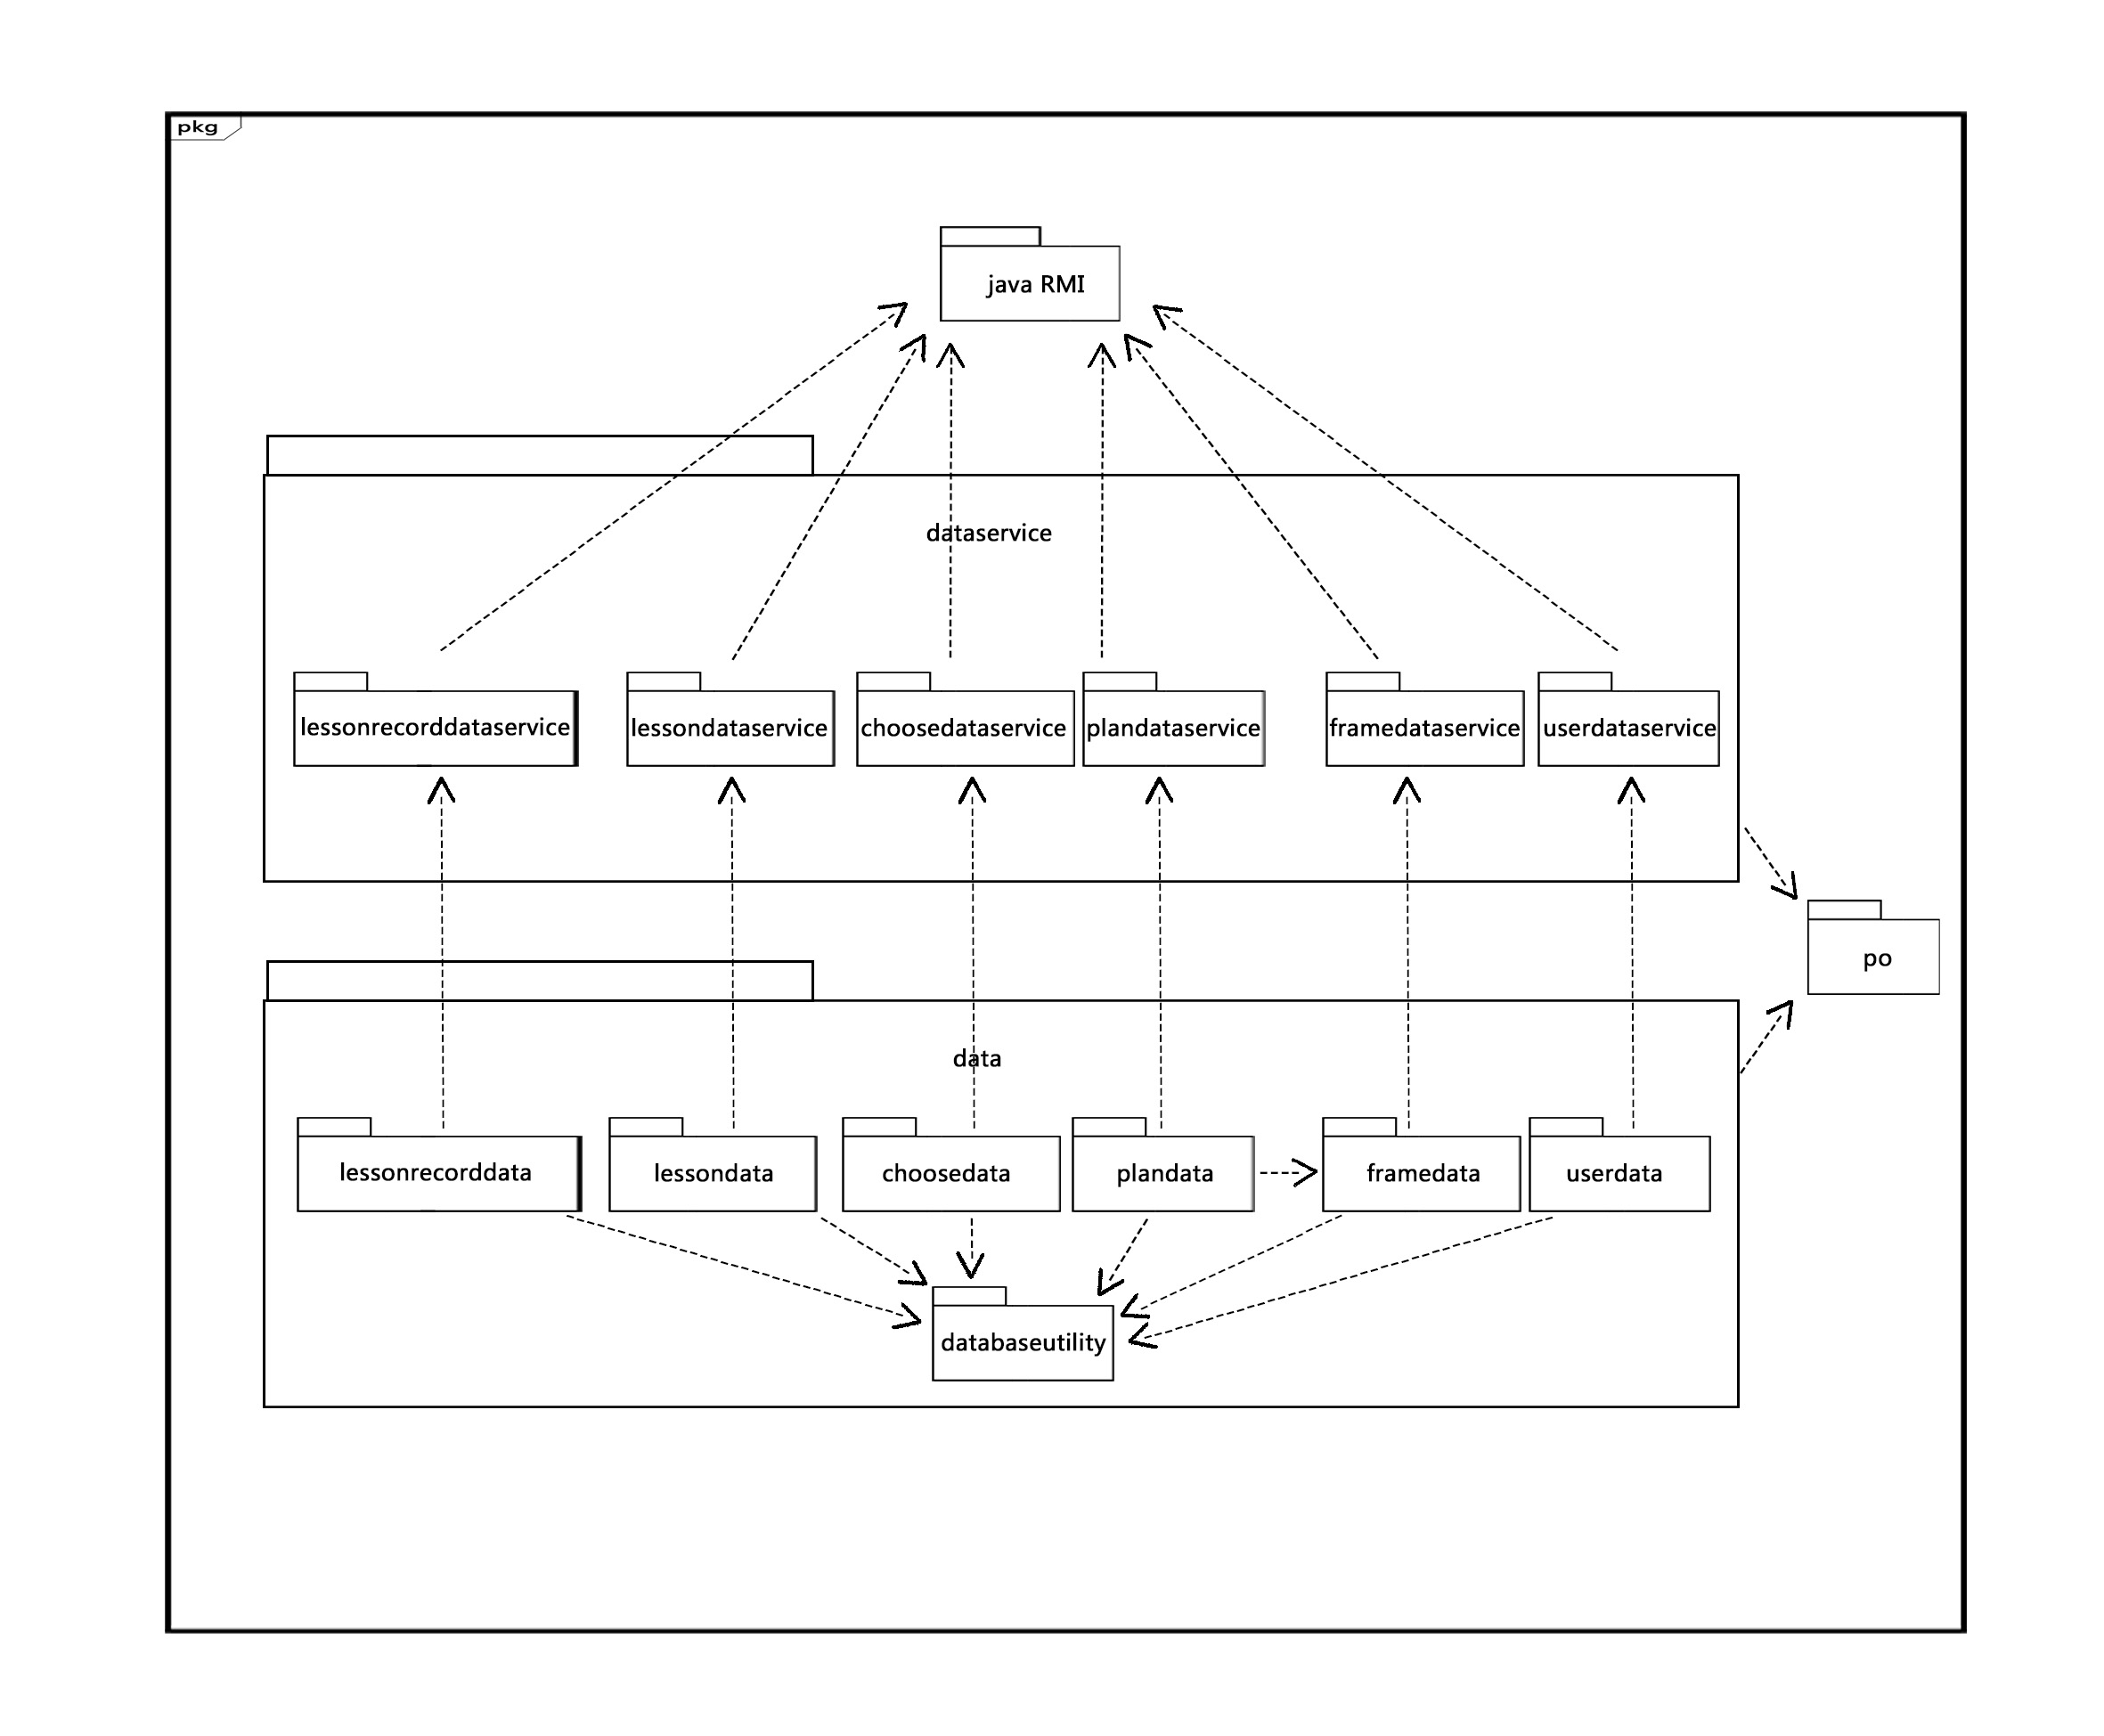 pkg
java RMI
dataservice
lessonrecorddataservice
lessondataservice
choosedataservice
plandataservice
framedataservice
userdataservice
po
data
lessonrecorddata
lessondata
choosedata
plandata
framedata
userdata
databaseutility